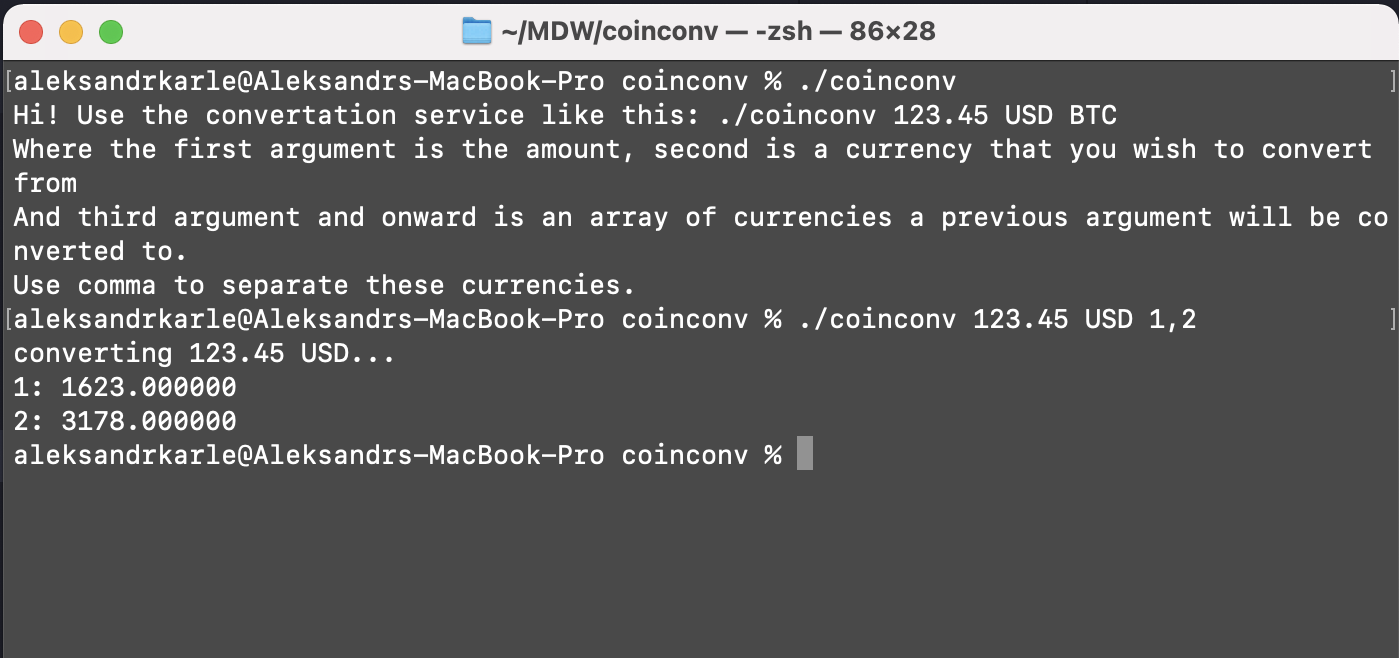 ~/MDW/coinconv — -zsh — 86×28
[aleksandrkarle@Aleksandrs-MacBook-Pro coinconv % ./coinconv ]
Hi! Use the convertation service like this: ./coinconv 123.45 USD BTC
Where the first argument is the amount, second is a currency that you wish to convert
from
And third argument and onward is an array of currencies a previous argument will be co
nverted to.
Use comma to separate these currencies.
[aleksandrkarle@Aleksandrs-MacBook-Pro coinconv % ./coinconv 123.45 USD 1,2 ]
converting 123.45 USD...
1: 1623.000000
2: 3178.000000
aleksandrkarle@Aleksandrs-MacBook-Pro coinconv %